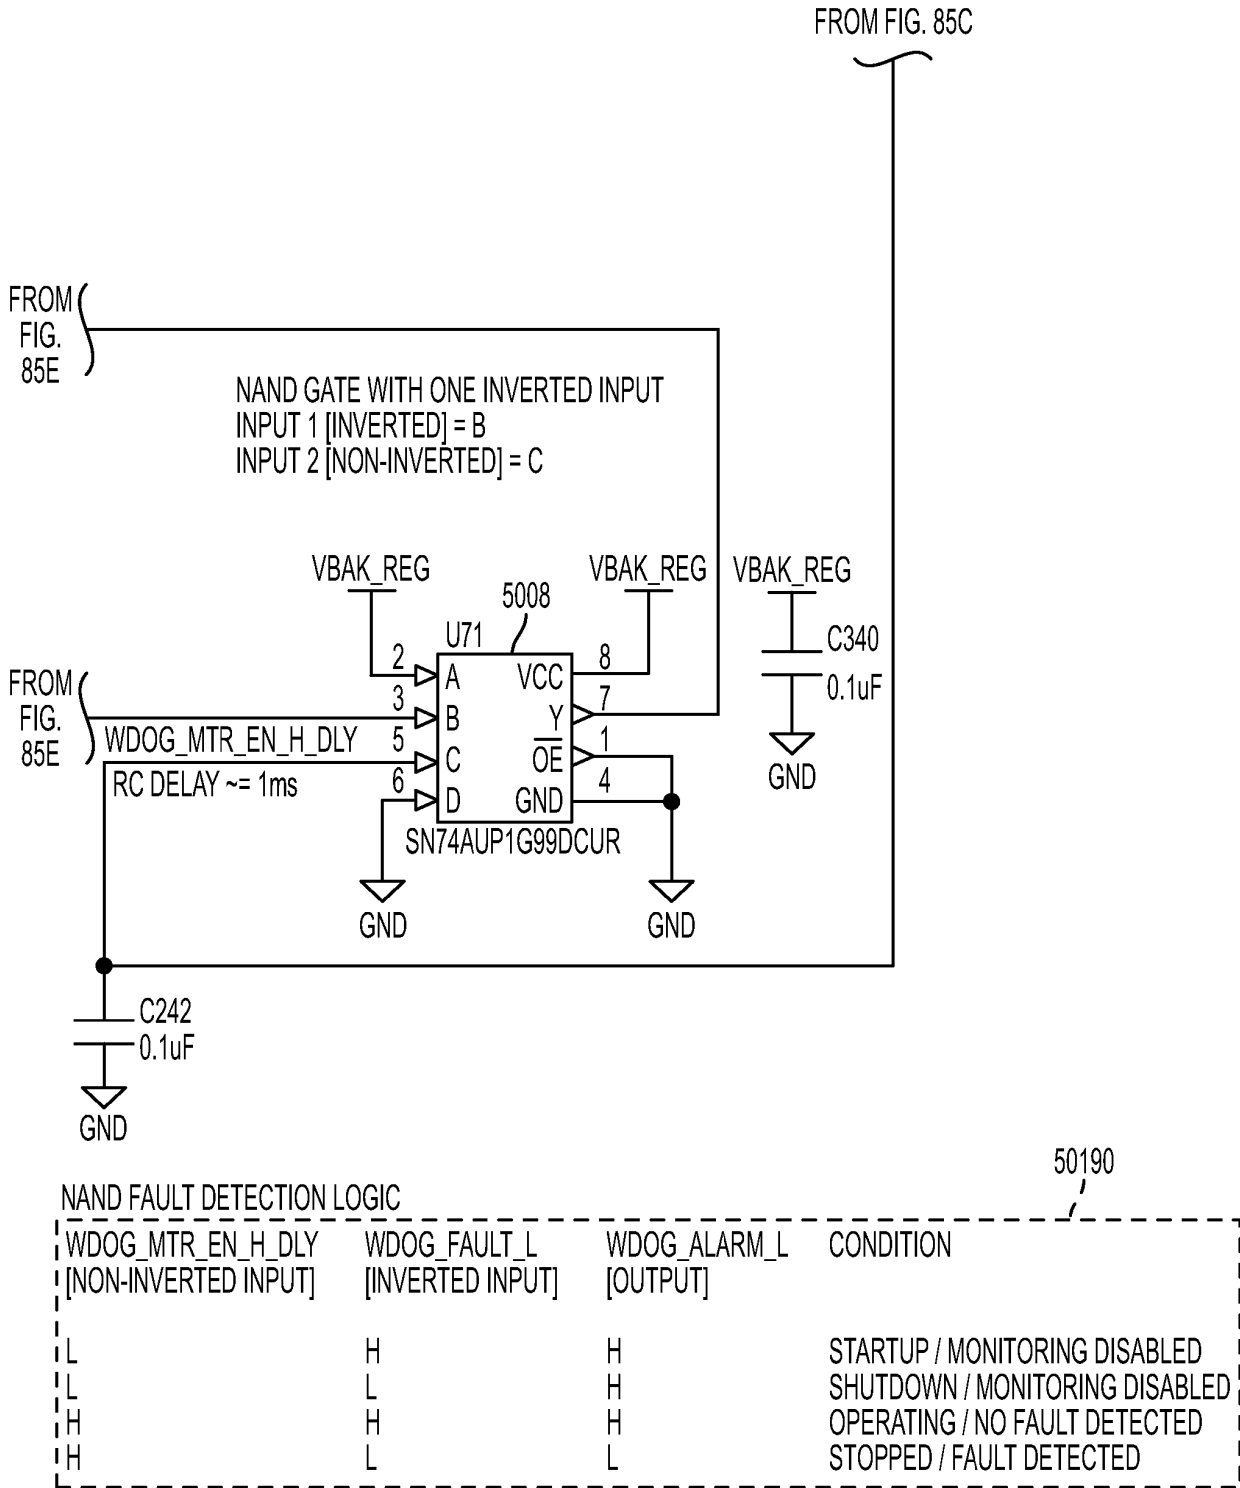 FROM FIG. 85C
FROM
FIG.
85E
NAND GATE WITH ONE INVERTED INPUT
INPUT 1 [INVERTED] = B
INPUT 2 [NON-INVERTED] = C
VBAK_REG
VBAK_REG
VBAK_REG
5008
U71
C340
0.1uF
GND
FROM
FIG.
85E
2
A
VCC
8
3
B
Y
7
WDOG_MTR_EN_H_DLY
5
C
OE
1
RC DELAY ~= 1ms
6
D
GND
4
SN74AUP1G99DCUR
GND
GND
C242
0.1uF
GND
50190
NAND FAULT DETECTION LOGIC
WDOG_MTR_EN_H_DLY WDOG_FAULT_L WDOG_ALARM_L CONDITION
[NON-INVERTED INPUT] [INVERTED INPUT] [OUTPUT]
L H H STARTUP / MONITORING DISABLED
L L H SHUTDOWN / MONITORING DISABLED
H H H OPERATING / NO FAULT DETECTED
H L L STOPPED / FAULT DETECTED